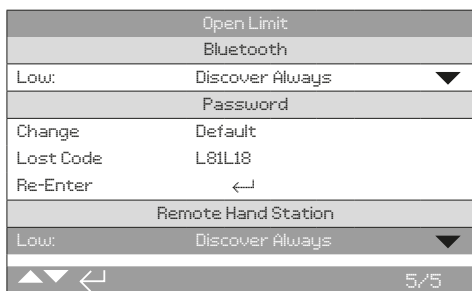 Open Limit
Bluetooth
Low: Discover Always
Password
Change Default
Lost Code L81L18
Re-Enter
Remote Hand Station
Low: Discover Always
5/5